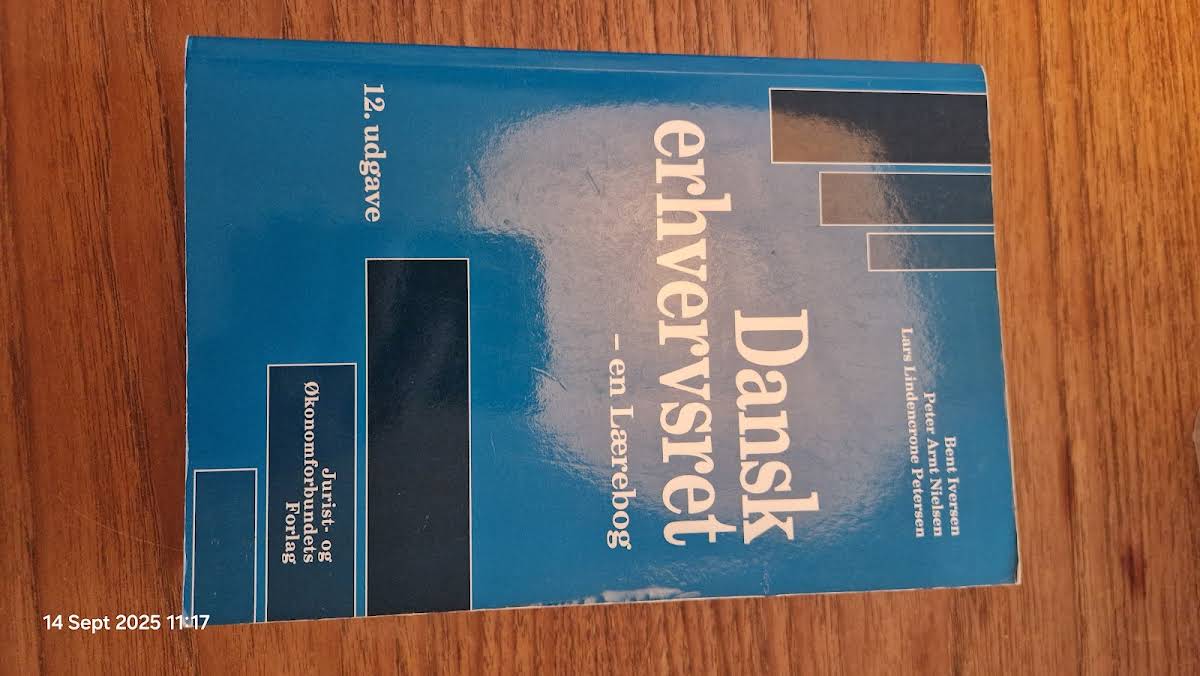 Bent Iversen
Peter Arnt Nielsen
Lars Lindencrone Petersen
Dansk
erhvervsret
– en Lærebog
12. udgave
Jurist- og
Økonomforbundets
Forlag
14 Sept 2025 11:17